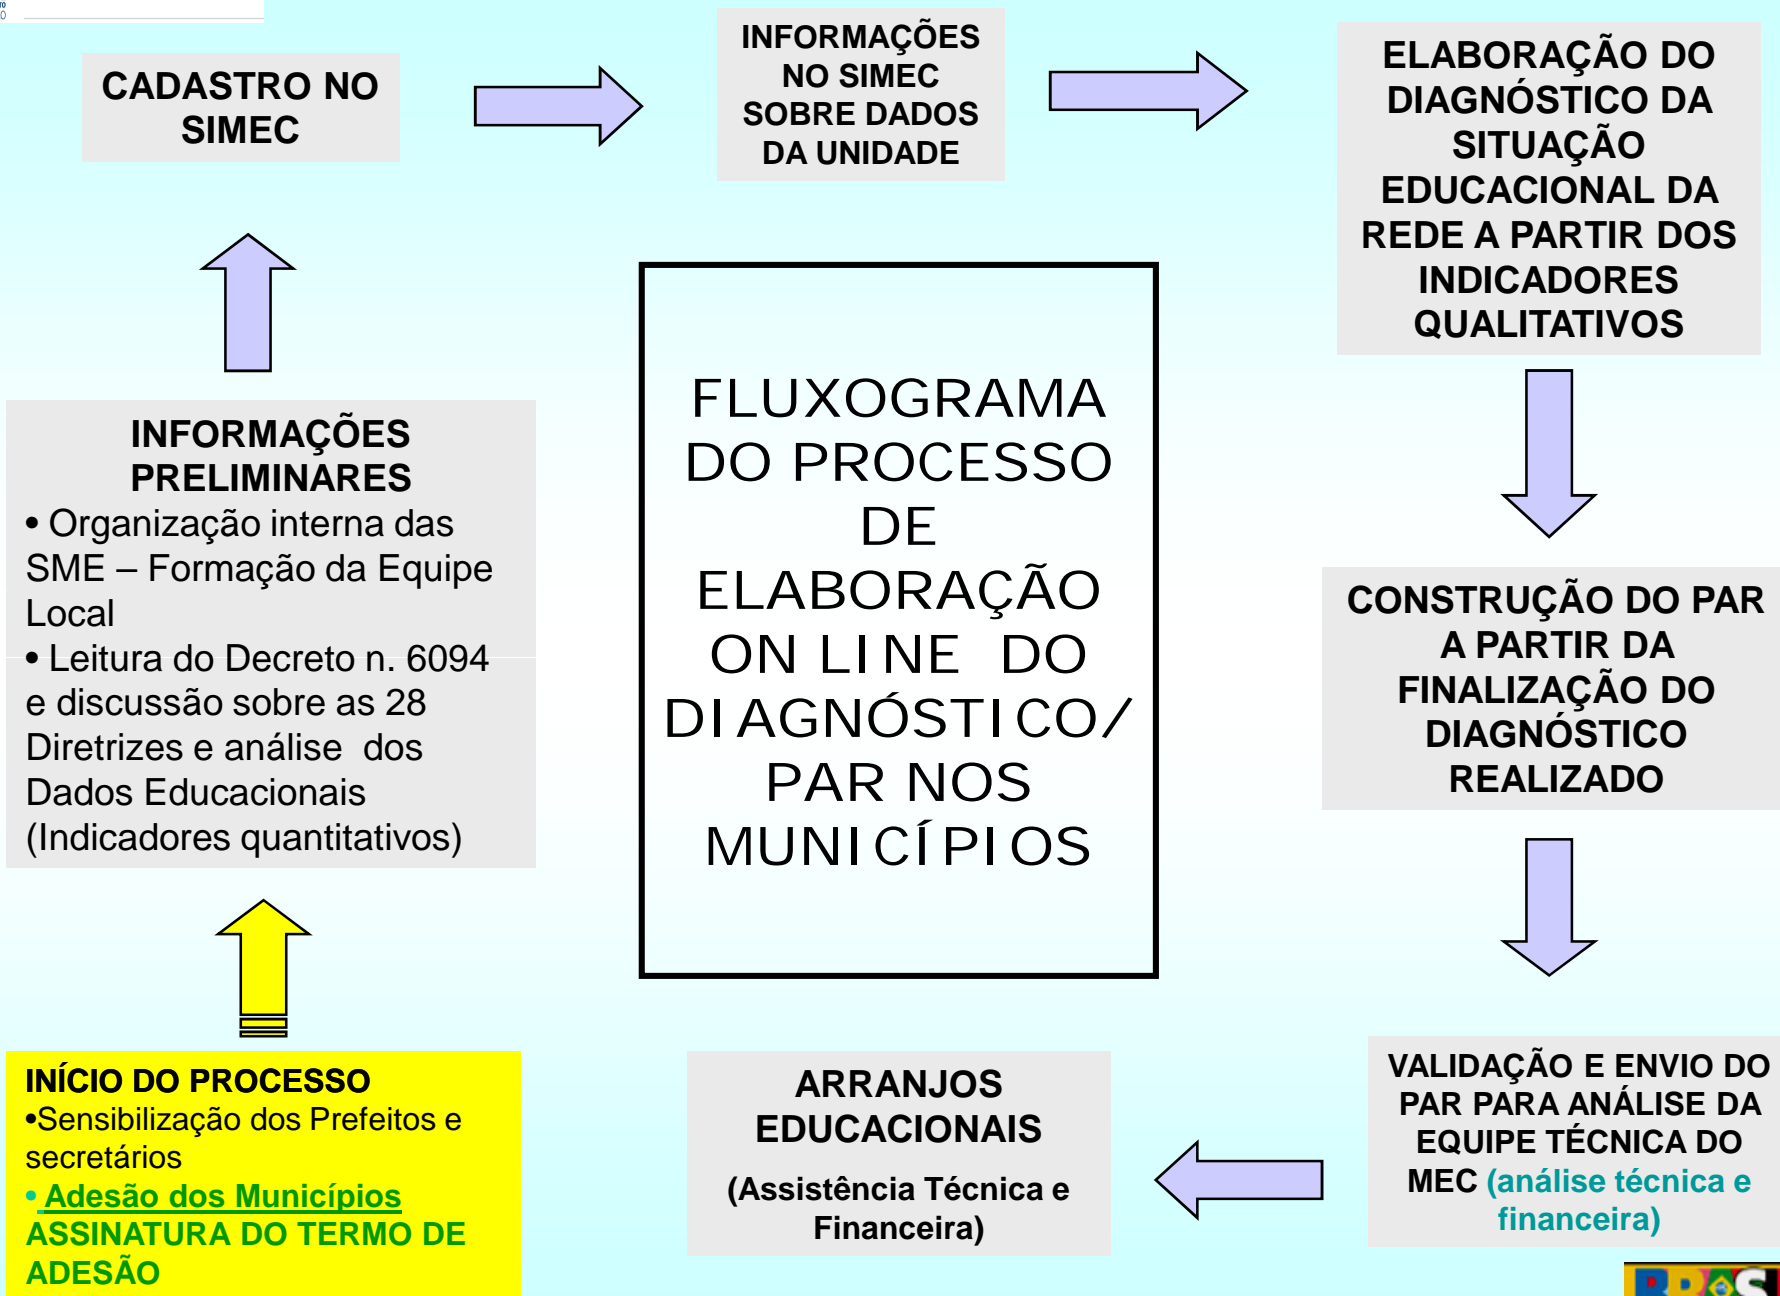 CADASTRO NO
SIMEC
INFORMAÇÕES
NO SIMEC
SOBRE DADOS
DA UNIDADE
ELABORAÇÃO DO
DIAGNÓSTICO DA
SITUAÇÃO
EDUCACIONAL DA
REDE A PARTIR DOS
INDICADORES
QUALITATIVOS
INFORMAÇÕES
PRELIMINARES
• Organização interna das
SME – Formação da Equipe
Local
• Leitura do Decreto n. 6094
e discussão sobre as 28
Diretrizes e análise dos
Dados Educacionais
(Indicadores quantitativos)
FLUXOGRAMA
DO PROCESSO
DE
ELABORAÇÃO
ON LINE DO
DIAGNÓSTICO/
PAR NOS
MUNICÍPIOS
CONSTRUÇÃO DO PAR
A PARTIR DA
FINALIZAÇÃO DO
DIAGNÓSTICO
REALIZADO
INÍCIO DO PROCESSO
•Sensibilização dos Prefeitos e
secretários
• Adesão dos Municípios
ASSINATURA DO TERMO DE
ADESÃO
ARRANJOS
EDUCACIONAIS
(Assistência Técnica e
Financeira)
VALIDAÇÃO E ENVIO DO
PAR PARA ANÁLISE DA
EQUIPE TÉCNICA DO
MEC (análise técnica e
financeira)